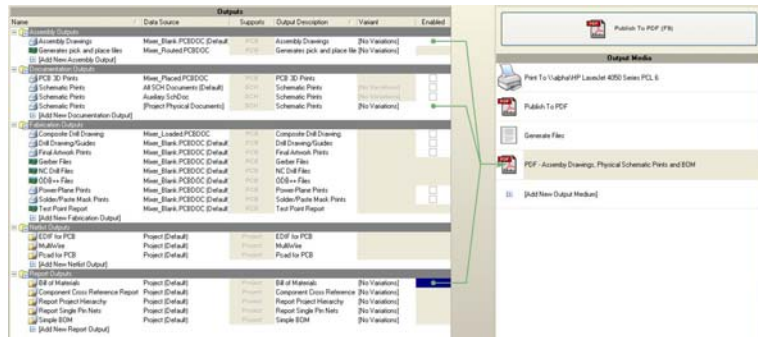 Outputs
Name / Data Source Supports Output Description / Variant Enabled
Assembly Outputs
Assembly Drawings Mixer_Blank.PCBDOC (Default PCB Assembly Drawings [No Variations]
Generates pick and place files Mixer_Routed.PCBDOC PCB Generates pick and place file [No Variations]
[Add New Assembly Output]
Documentation Outputs
PCB 3D Prints Mixer_Placed.PCBDOC PCB PCB 3D Prints
Schematic Prints All SCH Documents (Default) SCH Schematic Prints
Schematic Prints Auxiliary.SchDoc SCH Schematic Prints
Schematic Prints [Project Physical Documents] SCH Schematic Prints [No Variations]
[Add New Documentation Output]
Fabrication Outputs
Composite Drill Drawing Mixer_Loaded.PCBDOC PCB Composite Drill Drawing
Drill Drawing/Guides Mixer_Blank.PCBDOC (Default PCB Drill Drawing/Guides
Final Artwork Prints Mixer_Blank.PCBDOC (Default PCB Final Artwork Prints
Gerber Files Mixer_Blank.PCBDOC (Default PCB Gerber Files
NC Drill Files Mixer_Blank.PCBDOC (Default PCB NC Drill Files
ODB++ Files Mixer_Blank.PCBDOC (Default PCB ODB++ Files
Power-Plane Prints Mixer_Blank.PCBDOC (Default PCB Power-Plane Prints
Solder/Paste Mask Prints Mixer_Blank.PCBDOC (Default PCB Solder/Paste Mask Prints
Test Point Report Mixer_Blank.PCBDOC (Default PCB Test Point Report
[Add New Fabrication Output]
Netlist Outputs
EDIF for PCB Project (Default) Project EDIF for PCB
MultiWire Project (Default) Project MultiWire
Pcad for PCB Project (Default) Project Pcad for PCB
[Add New Netlist Output]
Report Outputs
Bill of Materials Project (Default) Project Bill of Materials [No Variations]
Component Cross Reference Report Project (Default) Project Component Cross Reference [No Variations]
Report Project Hierarchy Project (Default) Project Report Project Hierarchy [No Variations]
Report Single Pin Nets Project (Default) Project Report Single Pin Nets [No Variations]
Simple BOM Project (Default) Project Simple BOM [No Variations]
[Add New Report Output]
Publish To PDF (F9)
Output Media
Print To \\alpha\HP LaserJet 4050 Series PCL 6
Publish To PDF
Generate Files
PDF - Assemby Drawings, Physical Schematic Prints and BOM
[Add New Output Medium]